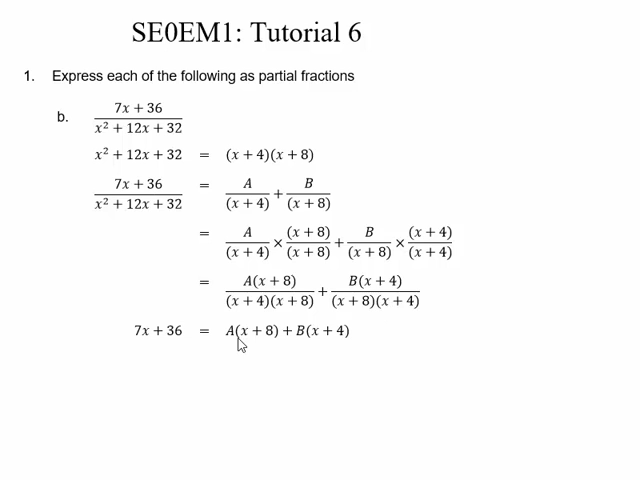 SE0EM1: Tutorial 6
1. Express each of the following as partial fractions
b. (7x + 36)/(x² + 12x + 32)
x² + 12x + 32 = (x + 4)(x + 8)
(7x + 36)/(x² + 12x + 32) = A/(x + 4) + B/(x + 8)
= A/(x + 4) × (x + 8)/(x + 8) + B/(x + 8) × (x + 4)/(x + 4)
= A(x + 8)/(x + 4)(x + 8) + B(x + 4)/(x + 8)(x + 4)
7x + 36 = A(x + 8) + B(x + 4)